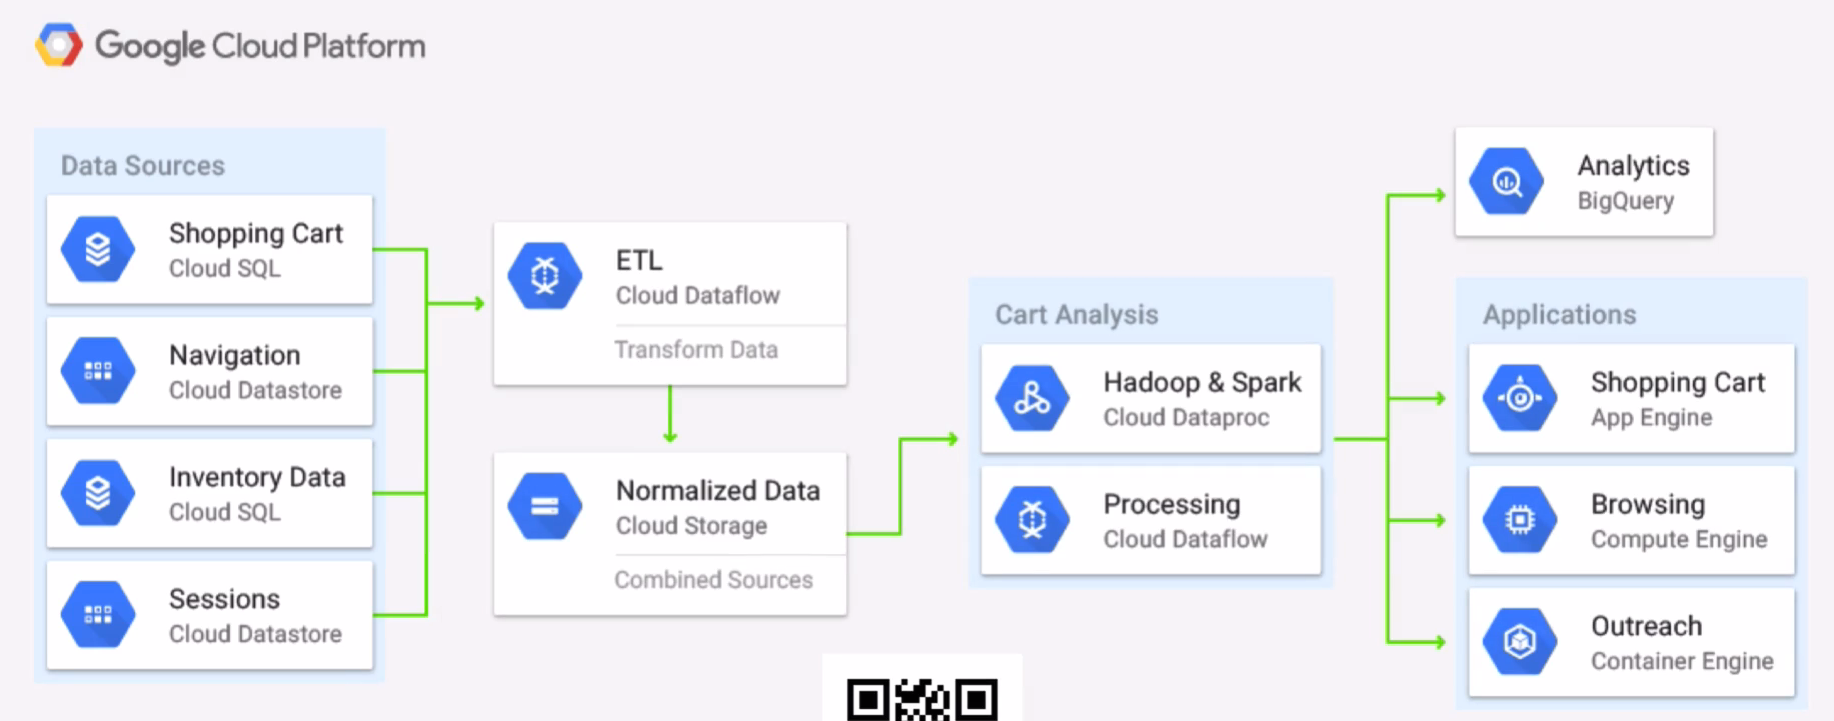 Google Cloud Platform
Data Sources
Shopping Cart
Cloud SQL
Navigation
Cloud Datastore
Inventory Data
Cloud SQL
Sessions
Cloud Datastore
ETL
Cloud Dataflow
Transform Data
Normalized Data
Cloud Storage
Combined Sources
Cart Analysis
Hadoop & Spark
Cloud Dataproc
Processing
Cloud Dataflow
Analytics
BigQuery
Applications
Shopping Cart
App Engine
Browsing
Compute Engine
Outreach
Container Engine